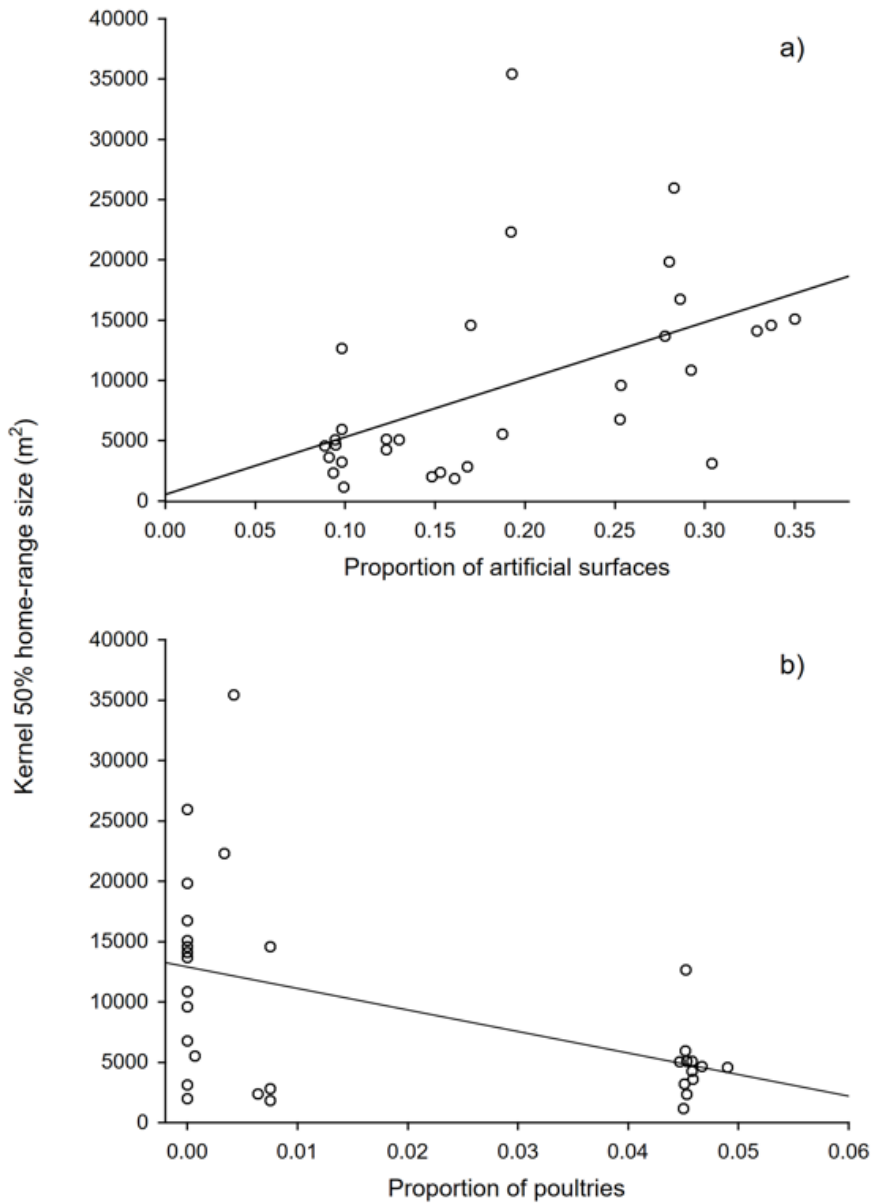 40000
a)
35000
30000
25000
20000
15000
10000
5000
0
0.00 0.05 0.10 0.15 0.20 0.25 0.30 0.35
Proportion of artificial surfaces
Kernel 50% home-range size (m²)
40000
b)
35000
30000
25000
20000
15000
10000
5000
0
0.00 0.01 0.02 0.03 0.04 0.05 0.06
Proportion of poultries